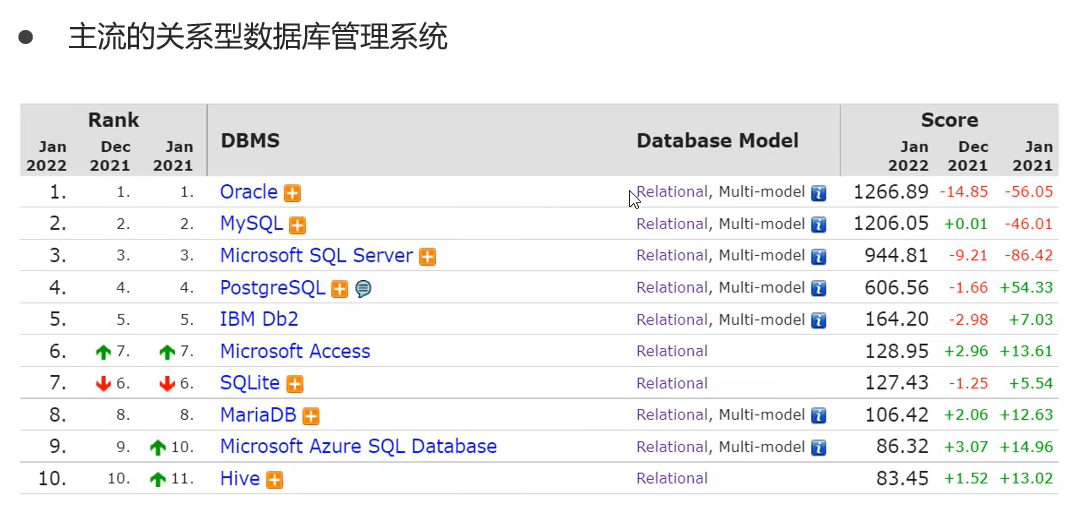 主流的关系型数据库管理系统
Rank
Score
Jan 2022 Dec 2021 Jan 2021 DBMS Database Model Jan 2022 Dec 2021 Jan 2021
1. 1. 1. Oracle Relational, Multi-model 1266.89 -14.85 -56.05
2. 2. 2. MySQL Relational, Multi-model 1206.05 +0.01 -46.01
3. 3. 3. Microsoft SQL Server Relational, Multi-model 944.81 -9.21 -86.42
4. 4. 4. PostgreSQL Relational, Multi-model 606.56 -1.66 +54.33
5. 5. 5. IBM Db2 Relational, Multi-model 164.20 -2.98 +7.03
6. 7. 7. Microsoft Access Relational 128.95 +2.96 +13.61
7. 6. 6. SQLite Relational 127.43 -1.25 +5.54
8. 8. 8. MariaDB Relational, Multi-model 106.42 +2.06 +12.63
9. 9. 10. Microsoft Azure SQL Database Relational, Multi-model 86.32 +3.07 +14.96
10. 10. 11. Hive Relational 83.45 +1.52 +13.02